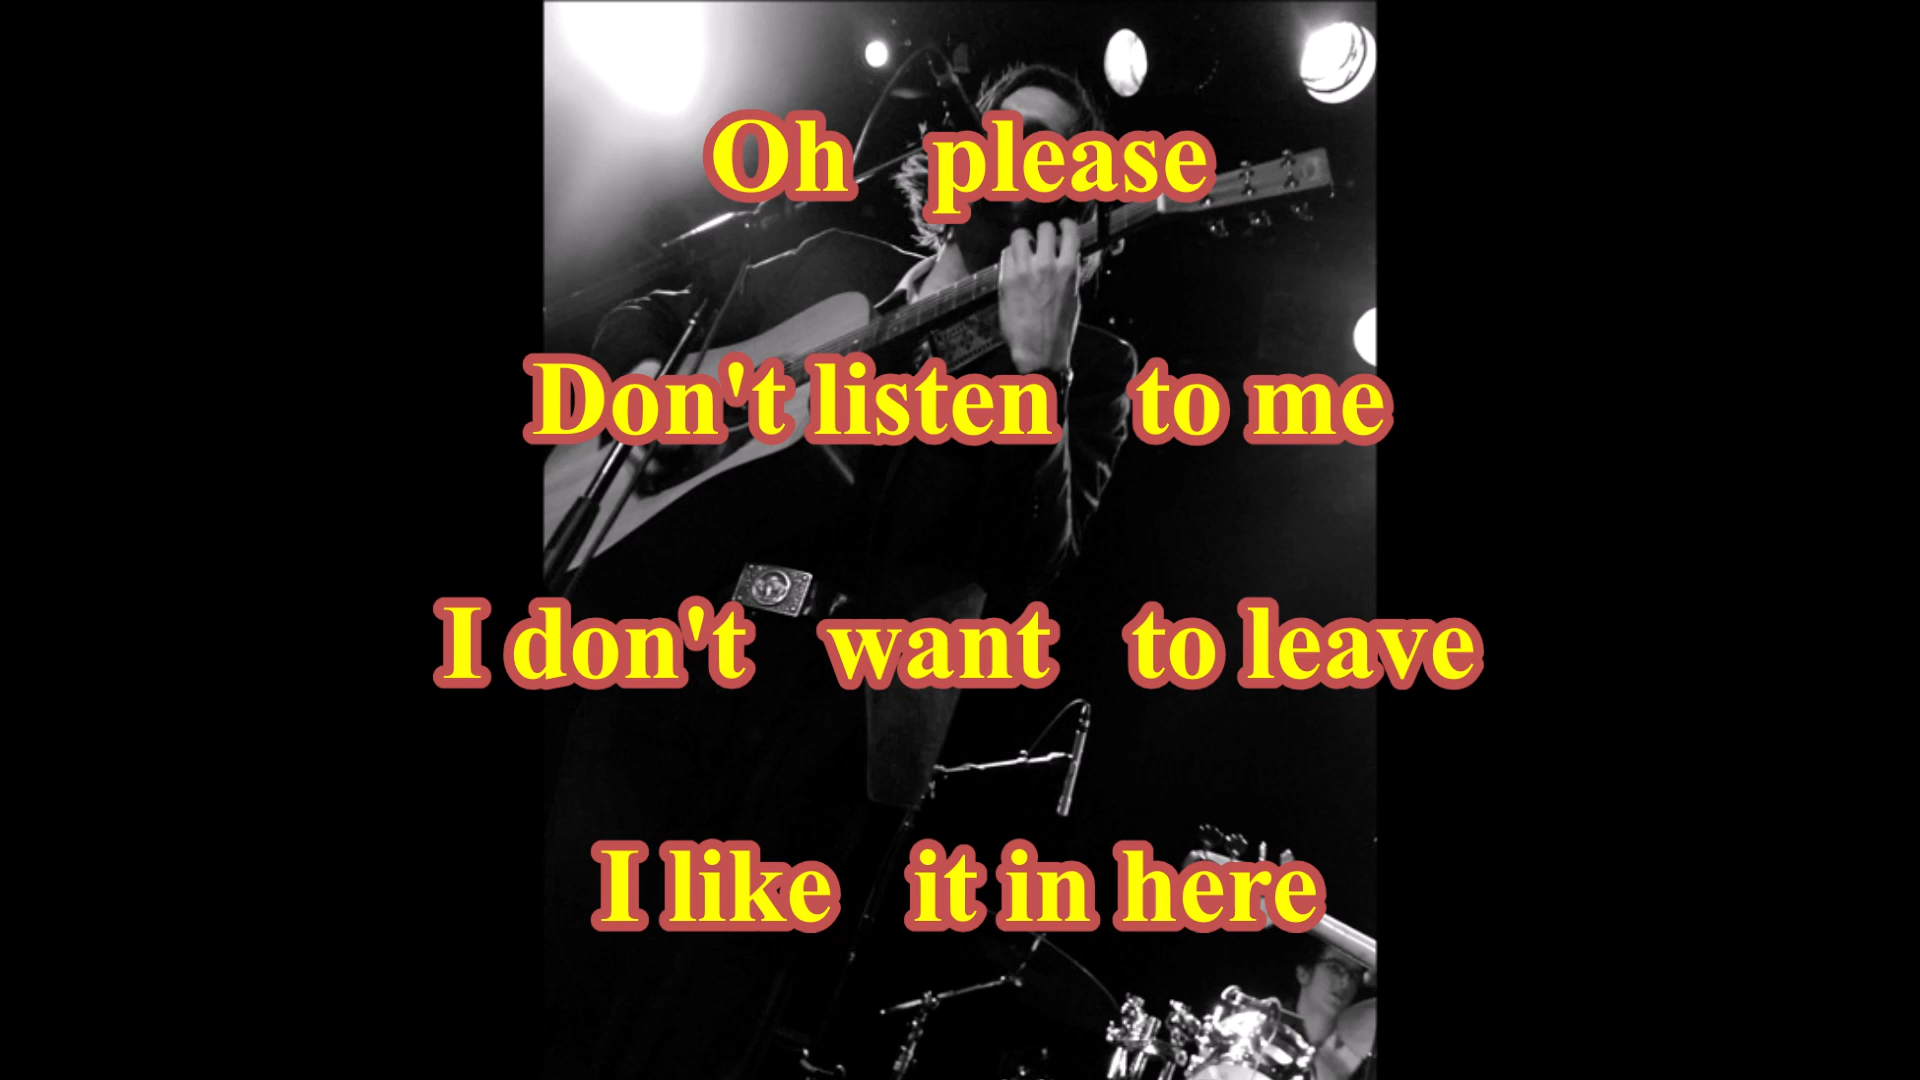 Oh please
Don't listen to me
I don't want to leave
I like it in here